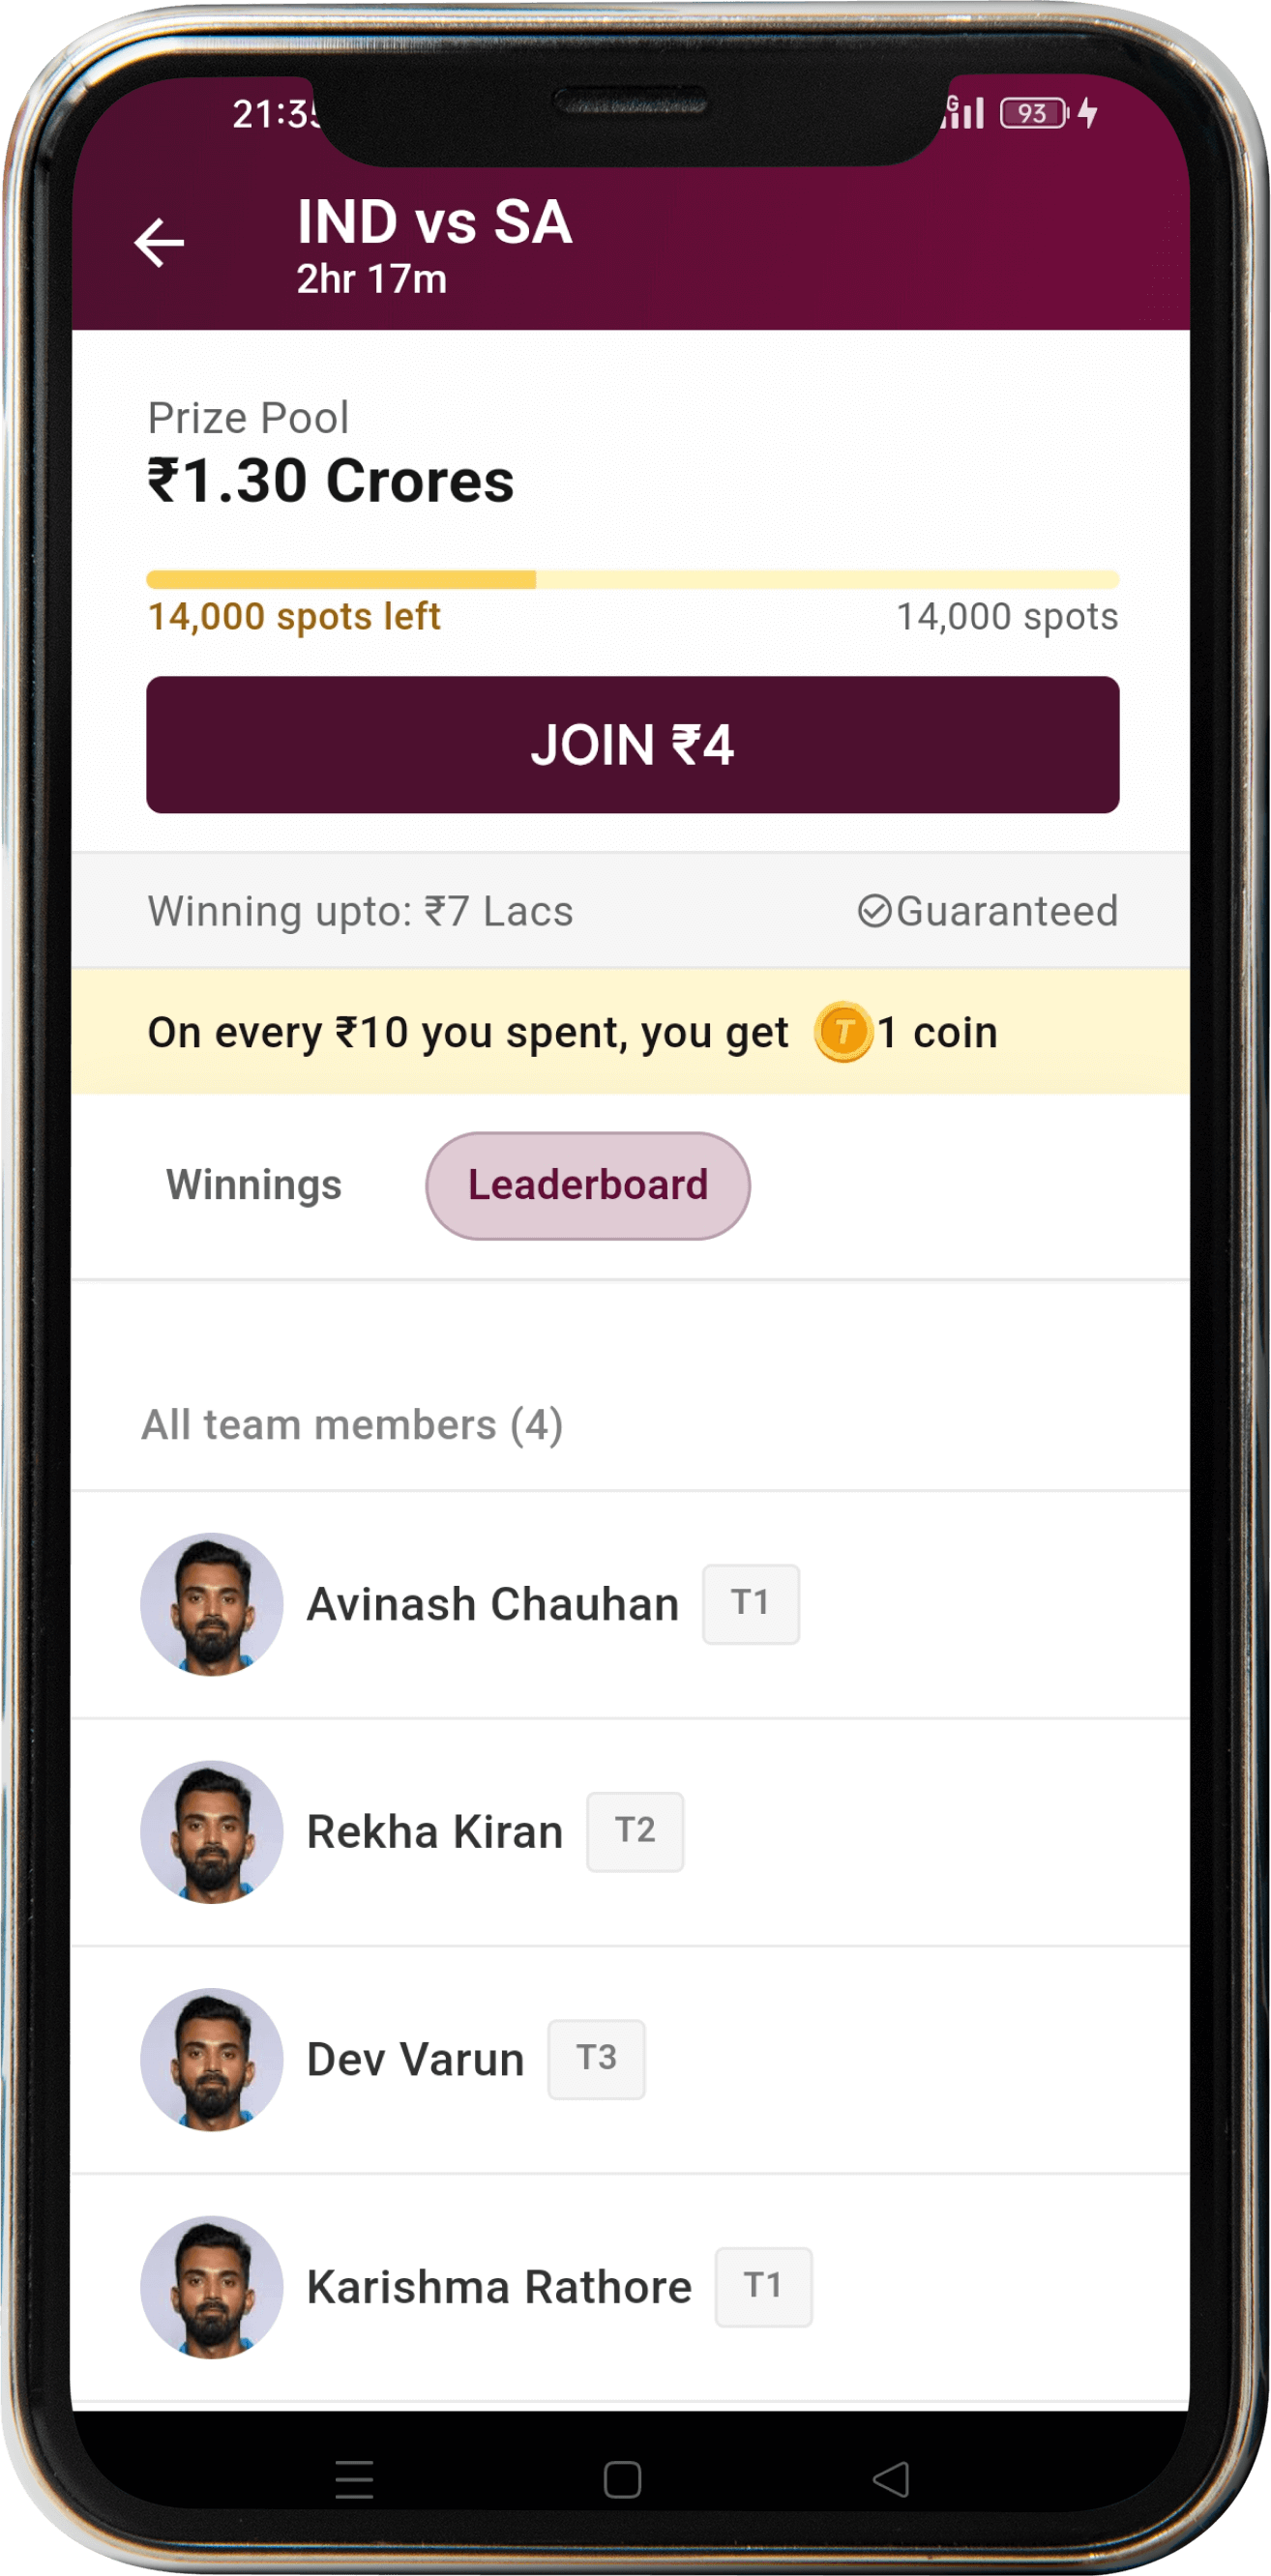 21:35
G
93
IND vs SA
2hr 17m
Prize Pool
₹1.30 Crores
14,000 spots left
14,000 spots
JOIN ₹4
Winning upto: ₹7 Lacs
Guaranteed
On every ₹10 you spent, you get T 1 coin
Winnings
Leaderboard
All team members (4)
Avinash Chauhan T1
Rekha Kiran T2
Dev Varun T3
Karishma Rathore T1